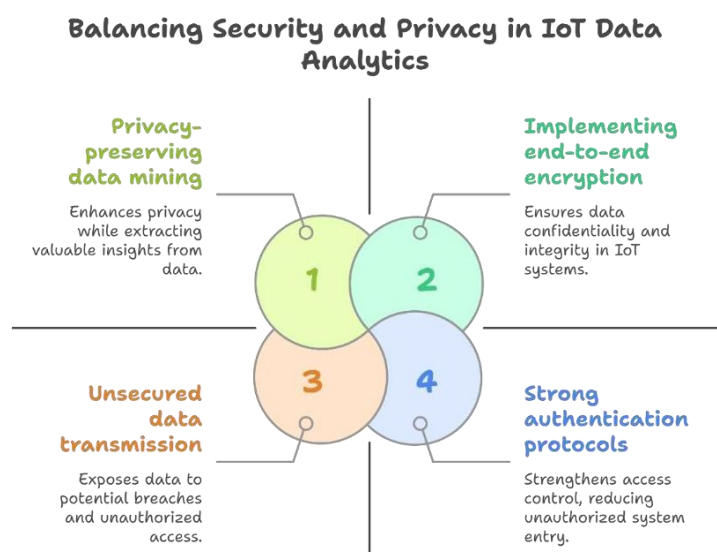 Balancing Security and Privacy in IoT Data
Analytics
Privacy-
preserving
data mining
Enhances privacy
while extracting
valuable insights from
data.
Implementing
end-to-end
encryption
Ensures data
confidentiality and
integrity in IoT
systems.
1
2
3
4
Unsecured
data
transmission
Exposes data to
potential breaches
and unauthorized
access.
Strong
authentication
protocols
Strengthens access
control, reducing
unauthorized system
entry.